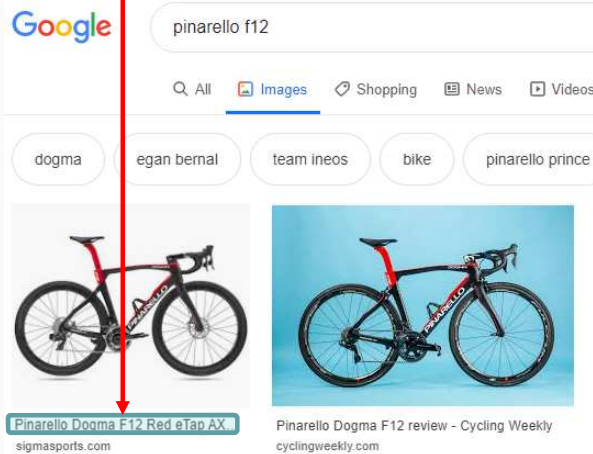 Google
pinarello f12
All Images Shopping News Videos
dogma egan bernal team ineos bike pinarello prince
PINARELLO PINARELLO
Pinarello Dogma F12 Red eTap AX... Pinarello Dogma F12 review - Cycling Weekly
sigmasports.com cyclingweekly.com